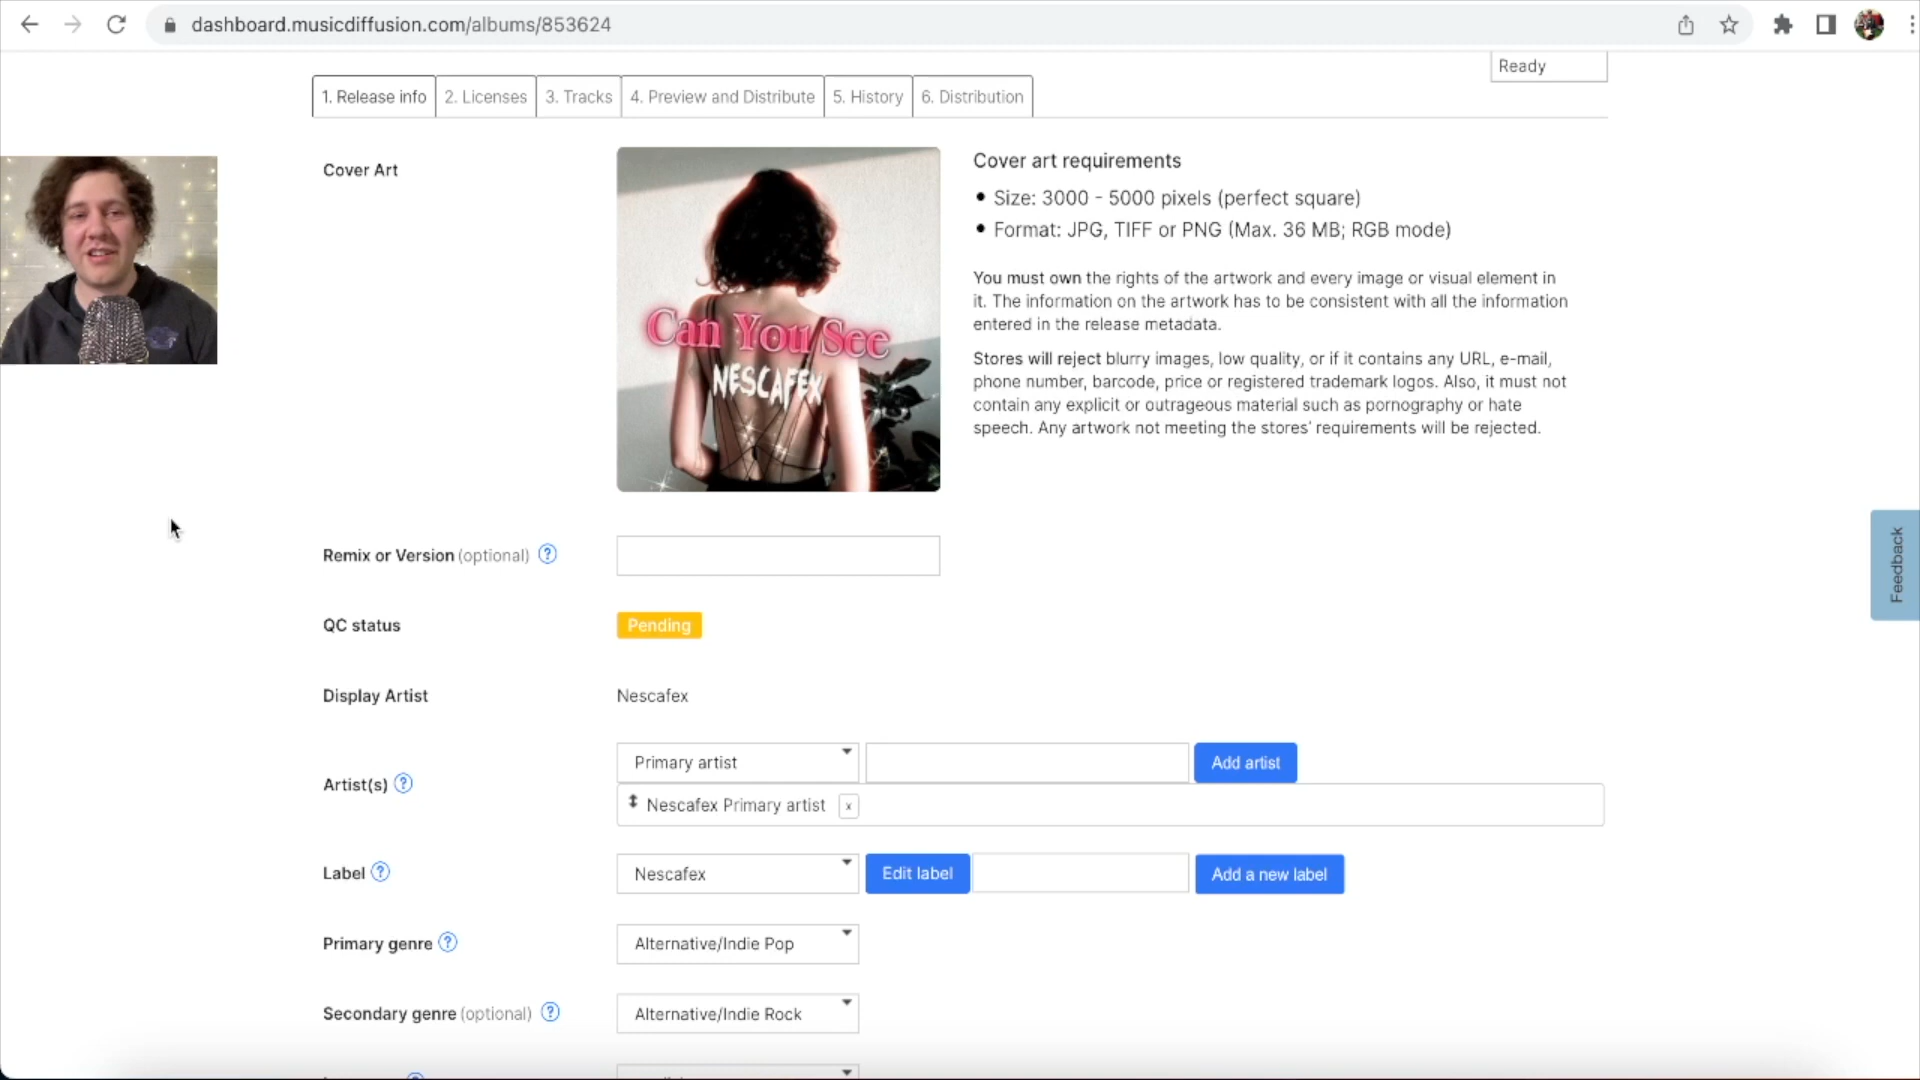 dashboard.musicdiffusion.com/albums/853624
Ready
1. Release info
2. Licenses
3. Tracks
4. Preview and Distribute
5. History
6. Distribution
Cover Art
Can You See
NESCAFEX
Cover art requirements
• Size: 3000 - 5000 pixels (perfect square)
• Format: JPG, TIFF or PNG (Max. 36 MB; RGB mode)
You must own the rights of the artwork and every image or visual element in
it. The information on the artwork has to be consistent with all the information
entered in the release metadata.
Stores will reject blurry images, low quality, or if it contains any URL, e-mail,
phone number, barcode, price or registered trademark logos. Also, it must not
contain any explicit or outrageous material such as pornography or hate
speech. Any artwork not meeting the stores' requirements will be rejected.
Feedback
Remix or Version (optional) ?
QC status
Pending
Display Artist
Nescafex
Artist(s) ?
Primary artist
Add artist
Nescafex Primary artist x
Label ?
Nescafex
Edit label
Add a new label
Primary genre ?
Alternative/Indie Pop
Secondary genre (optional) ?
Alternative/Indie Rock